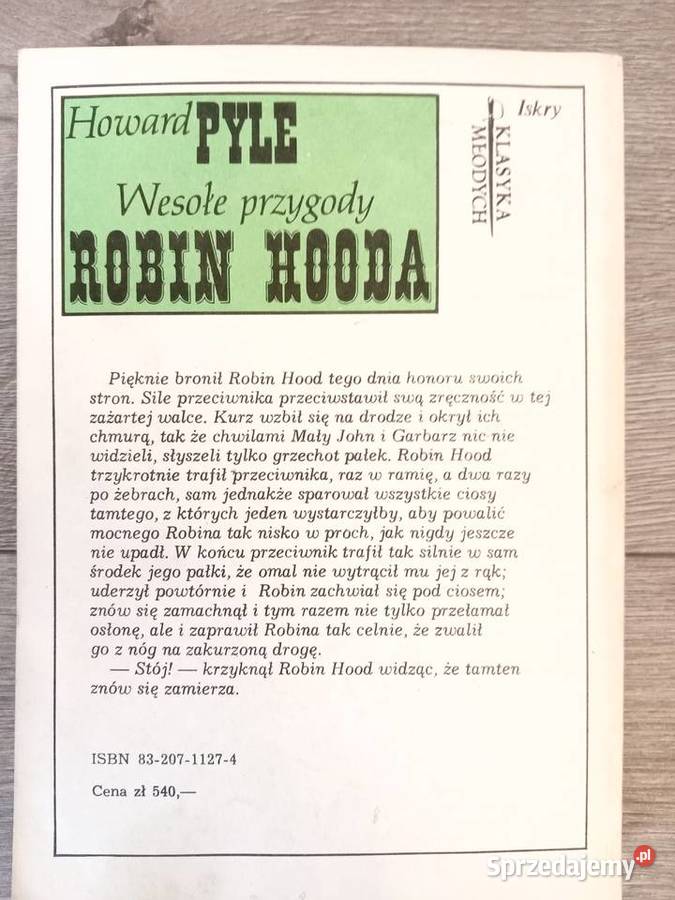 Howard PYLE
Wesołe przygody
ROBIN HOODA
Iskry
KLASYKA
MŁODYCH
Pięknie bronił Robin Hood tego dnia honoru swoich
stron. Sile przeciwnika przeciwstawił swą zręczność w tej
zażartej walce. Kurz wzbił się na drodze i okrył ich
chmurą, tak że chwilami Mały John i Garbarz nic nie
widzieli, słyszeli tylko grzechot pałek. Robin Hood
trzykrotnie trafił przeciwnika, raz w ramię, a dwa razy
po żebrach, sam jednakże sparował wszystkie ciosy
tamtego, z których jeden wystarczyłby, aby powalić
mocnego Robina tak nisko w proch, jak nigdy jeszcze
nie upadł. W końcu przeciwnik trafił tak silnie w sam
środek jego pałki, że omal nie wytrącił mu jej z rąk;
uderzył powtórnie i Robin zachwiał się pod ciosem;
znów się zamachnął i tym razem nie tylko przełamał
osłonę, ale i zaprawił Robina tak celnie, że zwalił
go z nóg na zakurzoną drogę.
— Stój! — krzyknął Robin Hood widząc, że tamten
znów się zamierza.
ISBN 83-207-1127-4
Cena zł 540,—
Sprzedajemy.pl